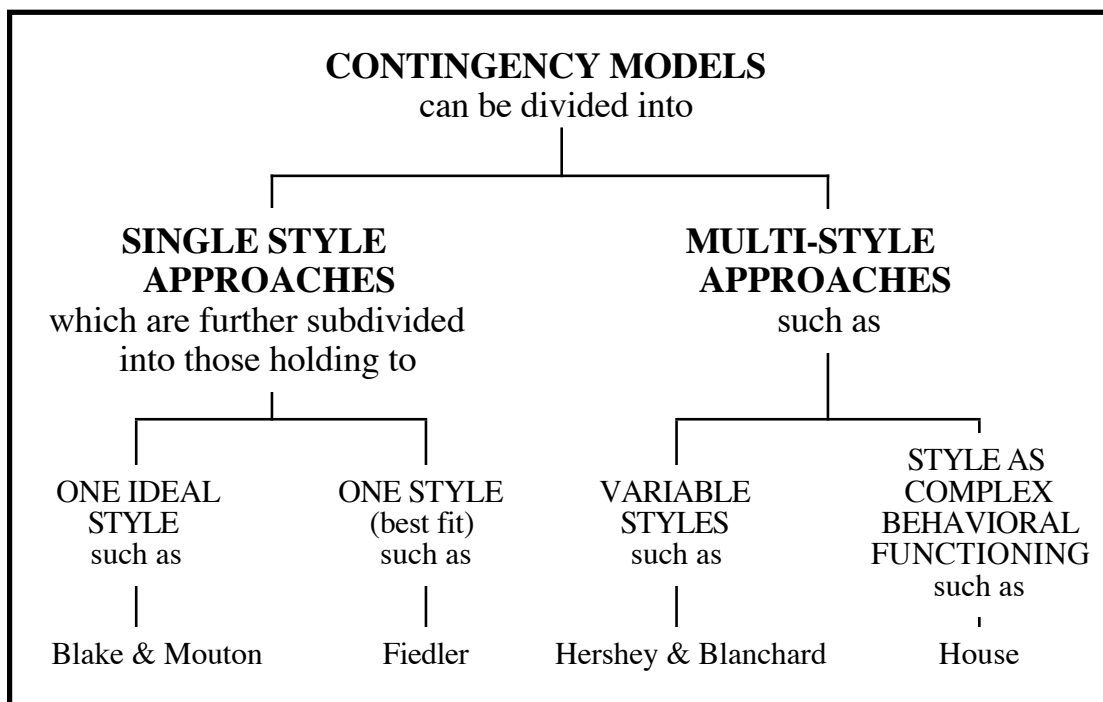 CONTINGENCY MODELS
can be divided into
SINGLE STYLE
APPROACHES
which are further subdivided
into those holding to
MULTI-STYLE
APPROACHES
such as
ONE IDEAL
STYLE
such as
Blake & Mouton
ONE STYLE
(best fit)
such as
Fiedler
VARIABLE
STYLES
such as
Hershey & Blanchard
STYLE AS
COMPLEX
BEHAVIORAL
FUNCTIONING
such as
House